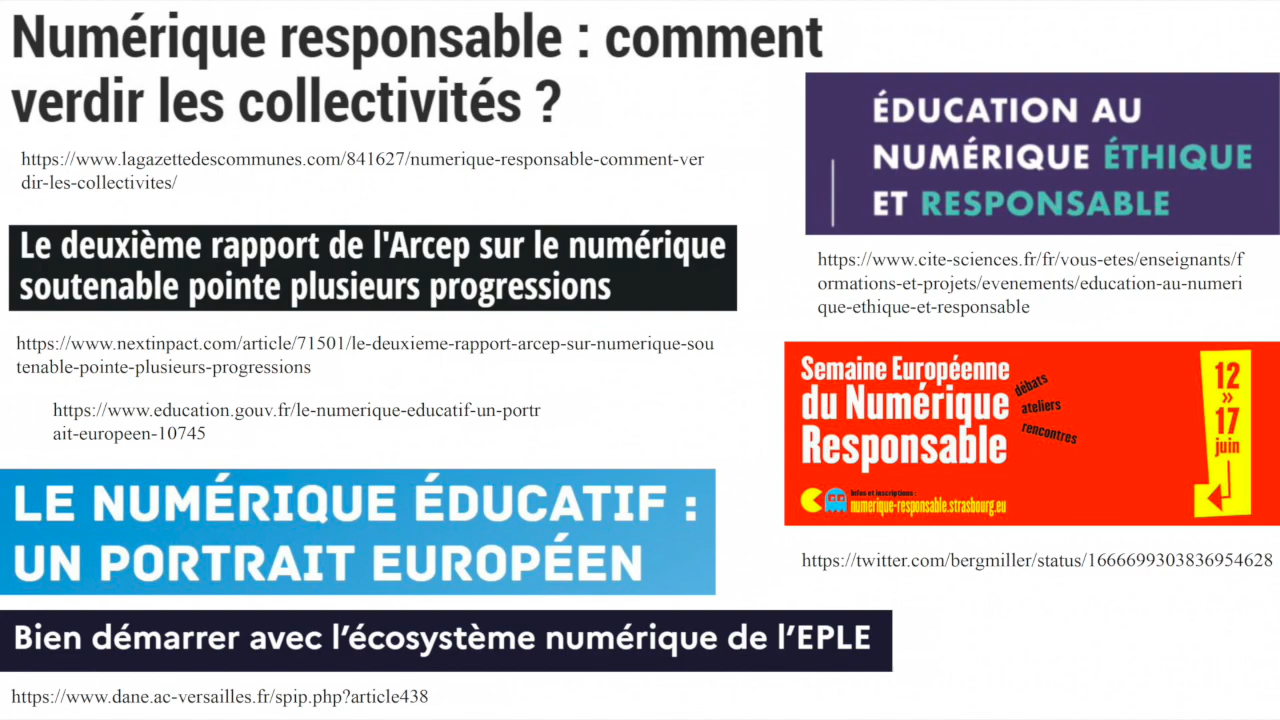 Numérique responsable : comment
verdir les collectivités ?
https://www.lagazettedescommunes.com/841627/numerique-responsable-comment-ver
dir-les-collectivites/
Le deuxième rapport de l'Arcep sur le numérique
soutenable pointe plusieurs progressions
https://www.nextinpact.com/article/71501/le-deuxieme-rapport-arcep-sur-numerique-sou
tenable-pointe-plusieurs-progressions
https://www.education.gouv.fr/le-numerique-educatif-un-portr
ait-europeen-10745
LE NUMÉRIQUE ÉDUCATIF :
UN PORTRAIT EUROPÉEN
Bien démarrer avec l'écosystème numérique de l'EPLE
https://www.dane.ac-versailles.fr/spip.php?article438
ÉDUCATION AU
NUMÉRIQUE ÉTHIQUE
ET RESPONSABLE
https://www.cite-sciences.fr/fr/vous-etes/enseignants/f
ormations-et-projets/evenements/education-au-numeri
que-ethique-et-responsable
Semaine Européenne
du Numérique
Responsable
débats
ateliers
rencontres
12
»
17
juin
Infos et inscriptions :
numerique-responsable.strasbourg.eu
https://twitter.com/bergmiller/status/1666699303836954628